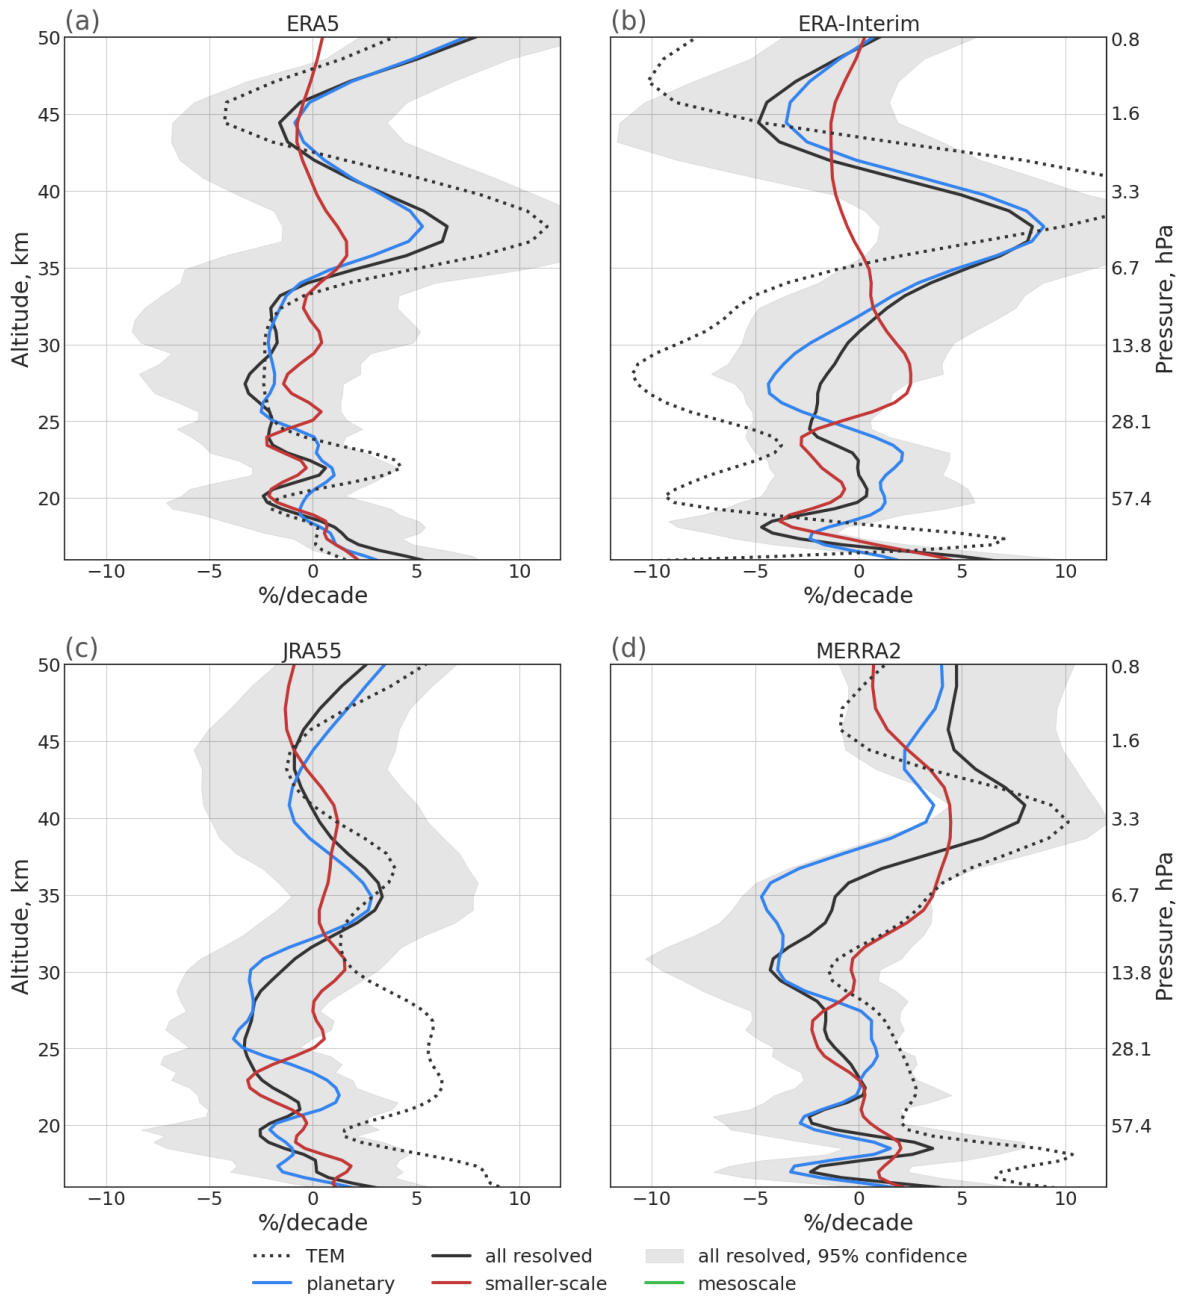 (a) ERA5
(b) ERA-Interim
50
45
40
35
30
25
20
Altitude, km
0.8
1.6
3.3
6.7
13.8
28.1
57.4
Pressure, hPa
−10 −5 0 5 10
%/decade
−10 −5 0 5 10
%/decade
(c) JRA55
(d) MERRA2
50
45
40
35
30
25
20
Altitude, km
0.8
1.6
3.3
6.7
13.8
28.1
57.4
Pressure, hPa
−10 −5 0 5 10
%/decade
−10 −5 0 5 10
%/decade
TEM all resolved all resolved, 95% confidence
planetary smaller-scale mesoscale